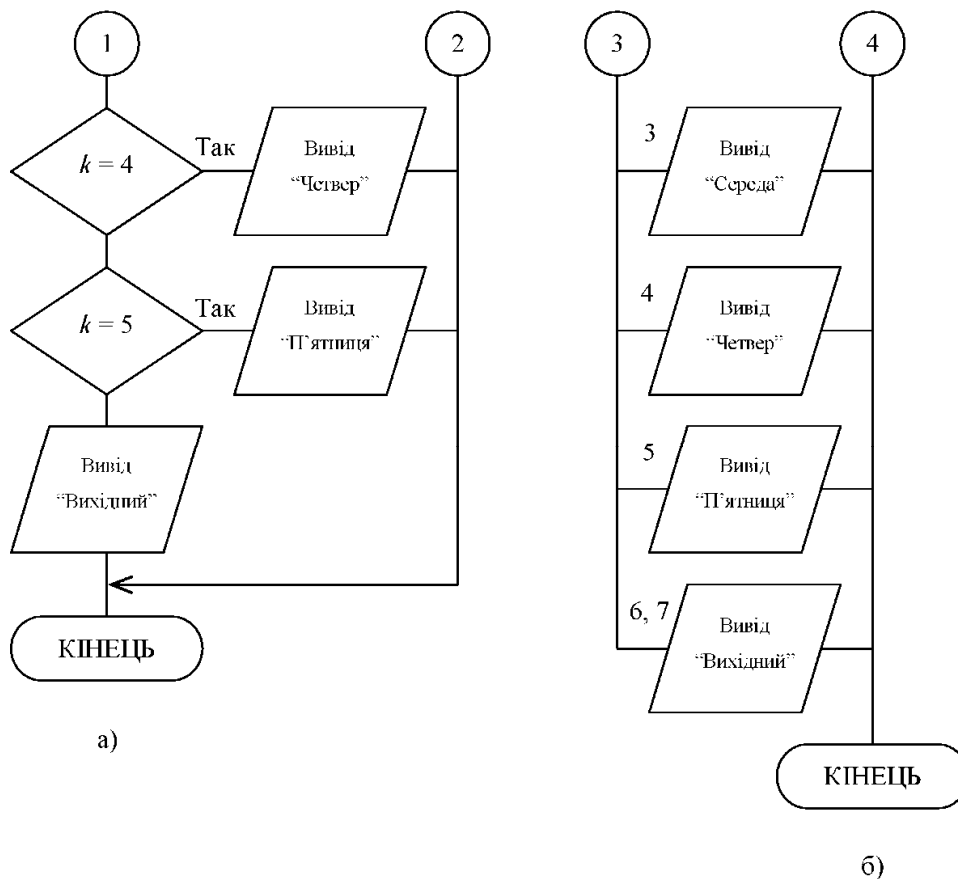 1
2
k = 4
Так
Вивід
“Четвер”
k = 5
Так
Вивід
“П’ятниця”
Вивід
“Вихідний”
КІНЕЦЬ
а)
3
4
3
Вивід
“Середа”
4
Вивід
“Четвер”
5
Вивід
“П’ятниця”
6, 7
Вивід
“Вихідний”
КІНЕЦЬ
б)